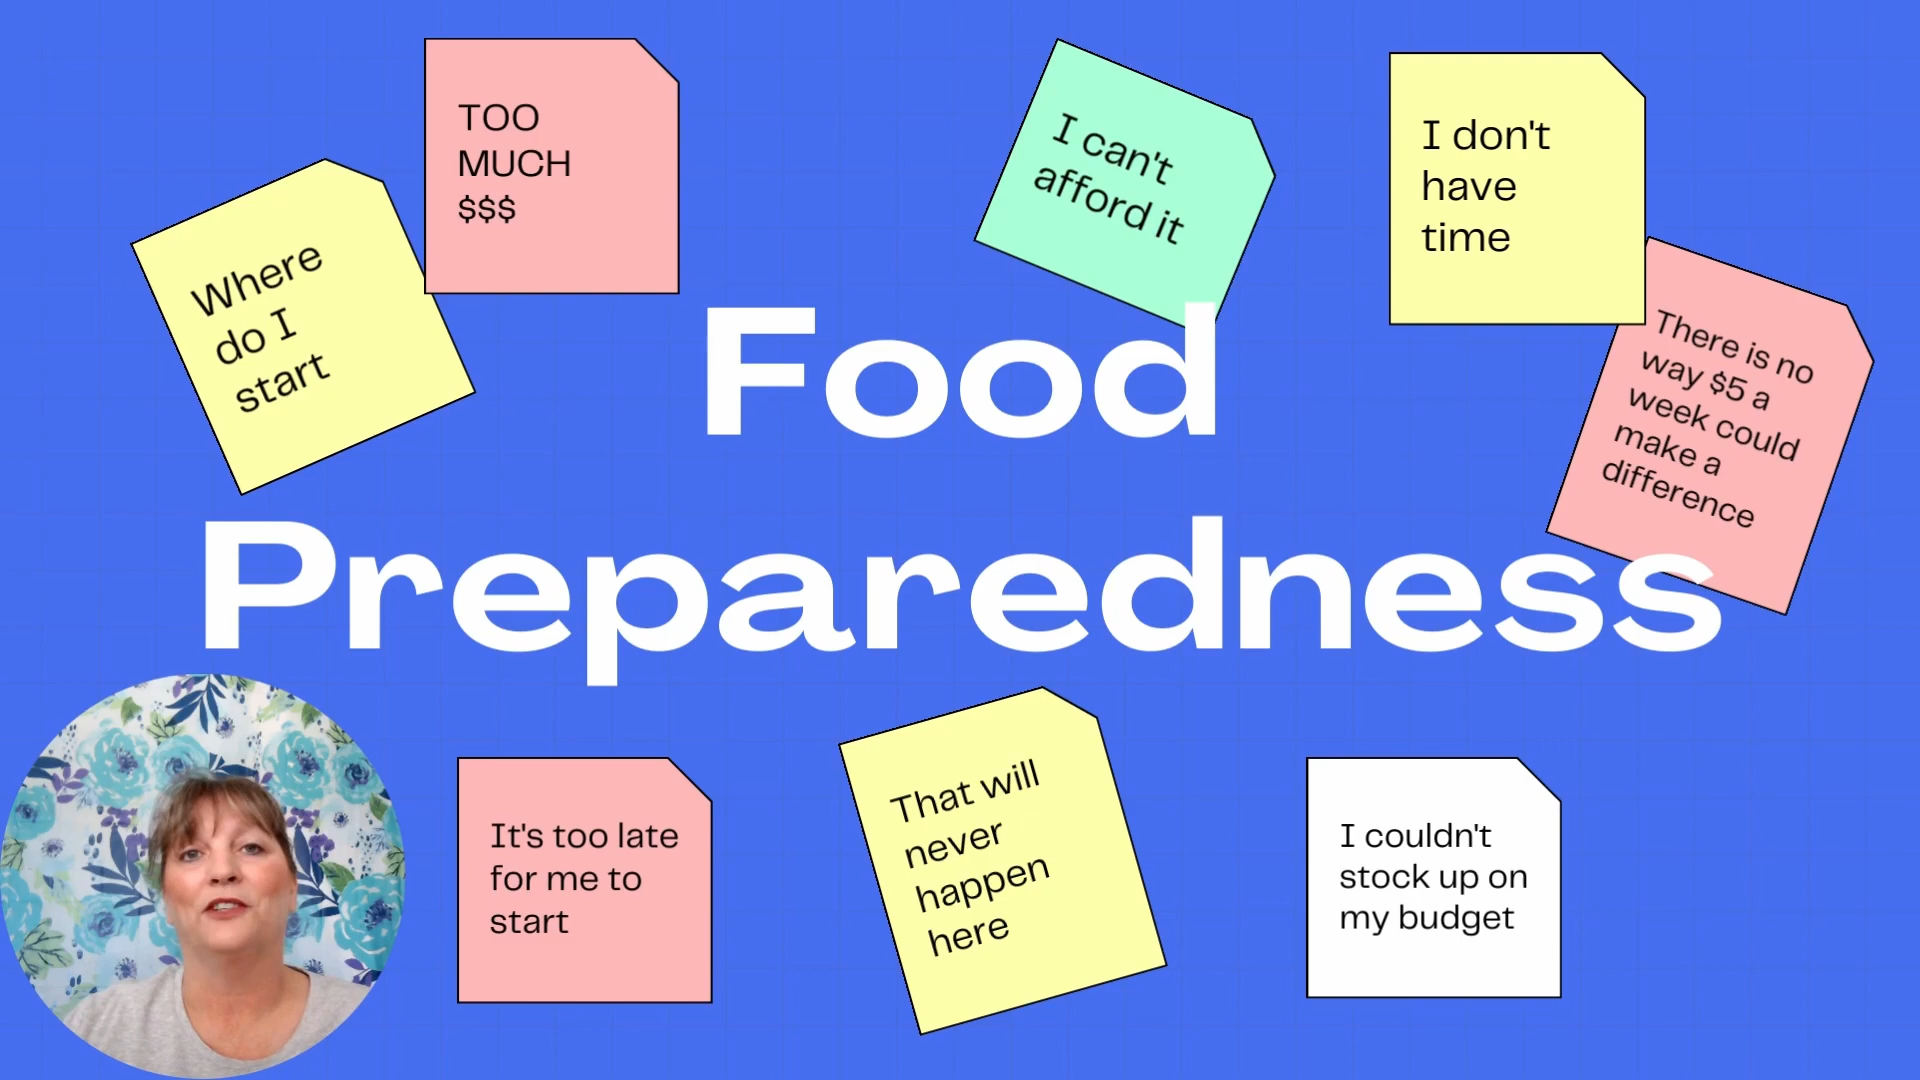 TOO
MUCH
$$$
I can't
afford it
I don't
have
time
Where
do I
start
There is no
way $5 a
week could
make a
difference
Food
Preparedness
It's too late
for me to
start
That will
never
happen
here
I couldn't
stock up on
my budget